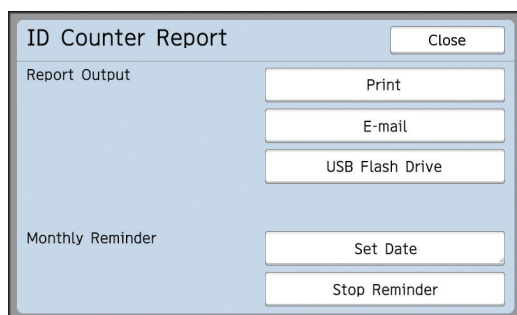 ID Counter Report
Close
Report Output
Print
E-mail
USB Flash Drive
Monthly Reminder
Set Date
Stop Reminder